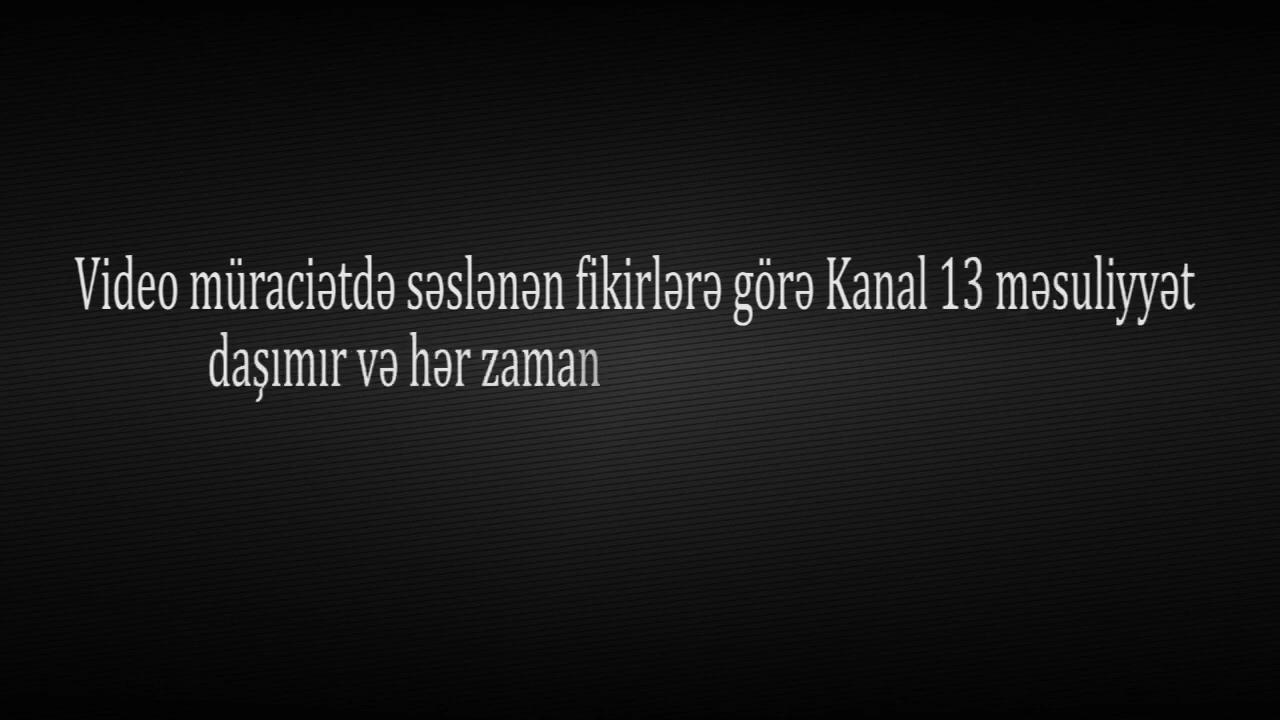 Video müraciətdə səslənən fikirlərə görə Kanal 13 məsuliyyət
daşımır və hər zaman